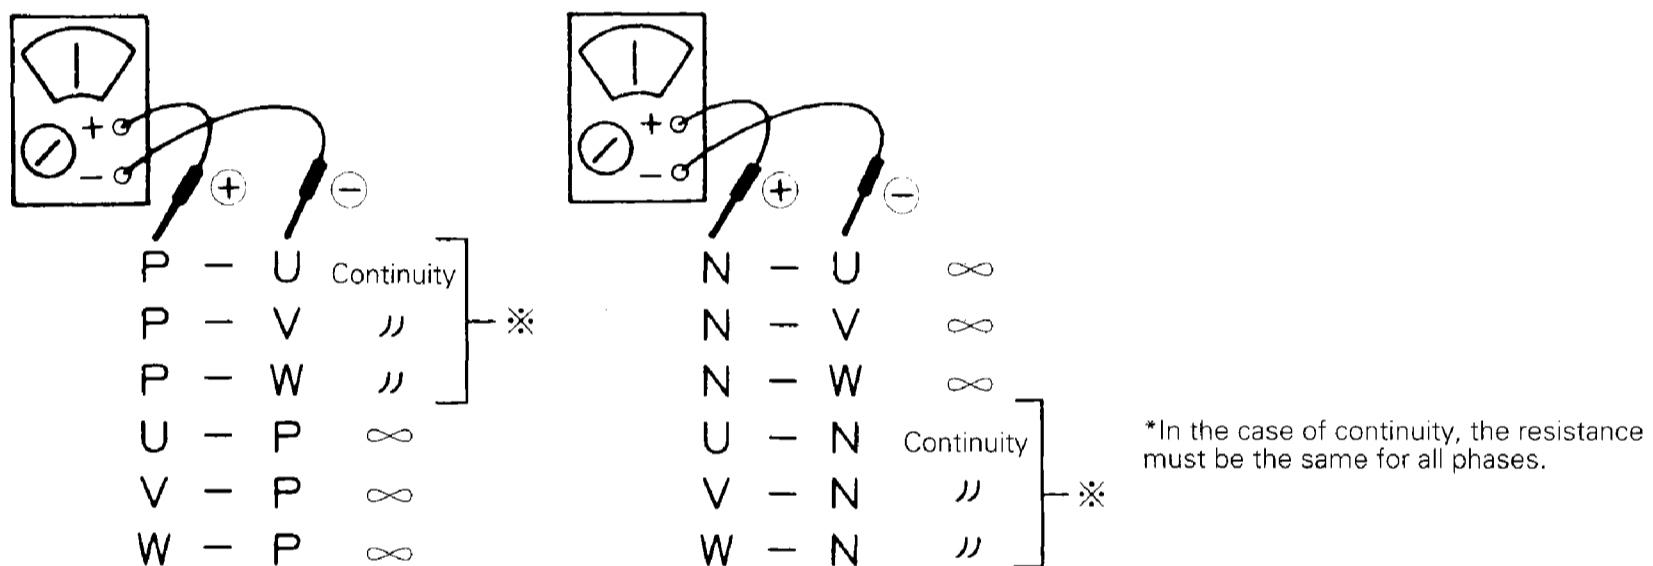 + +
− ⊕ ⊖ − ⊕ ⊖
P − U Continuity N − U ∞
P − V 〃 ※ N − V ∞
P − W 〃 N − W ∞
U − P ∞ U − N Continuity
V − P ∞ V − N 〃 ※
W − P ∞ W − N 〃
*In the case of continuity, the resistance
must be the same for all phases.